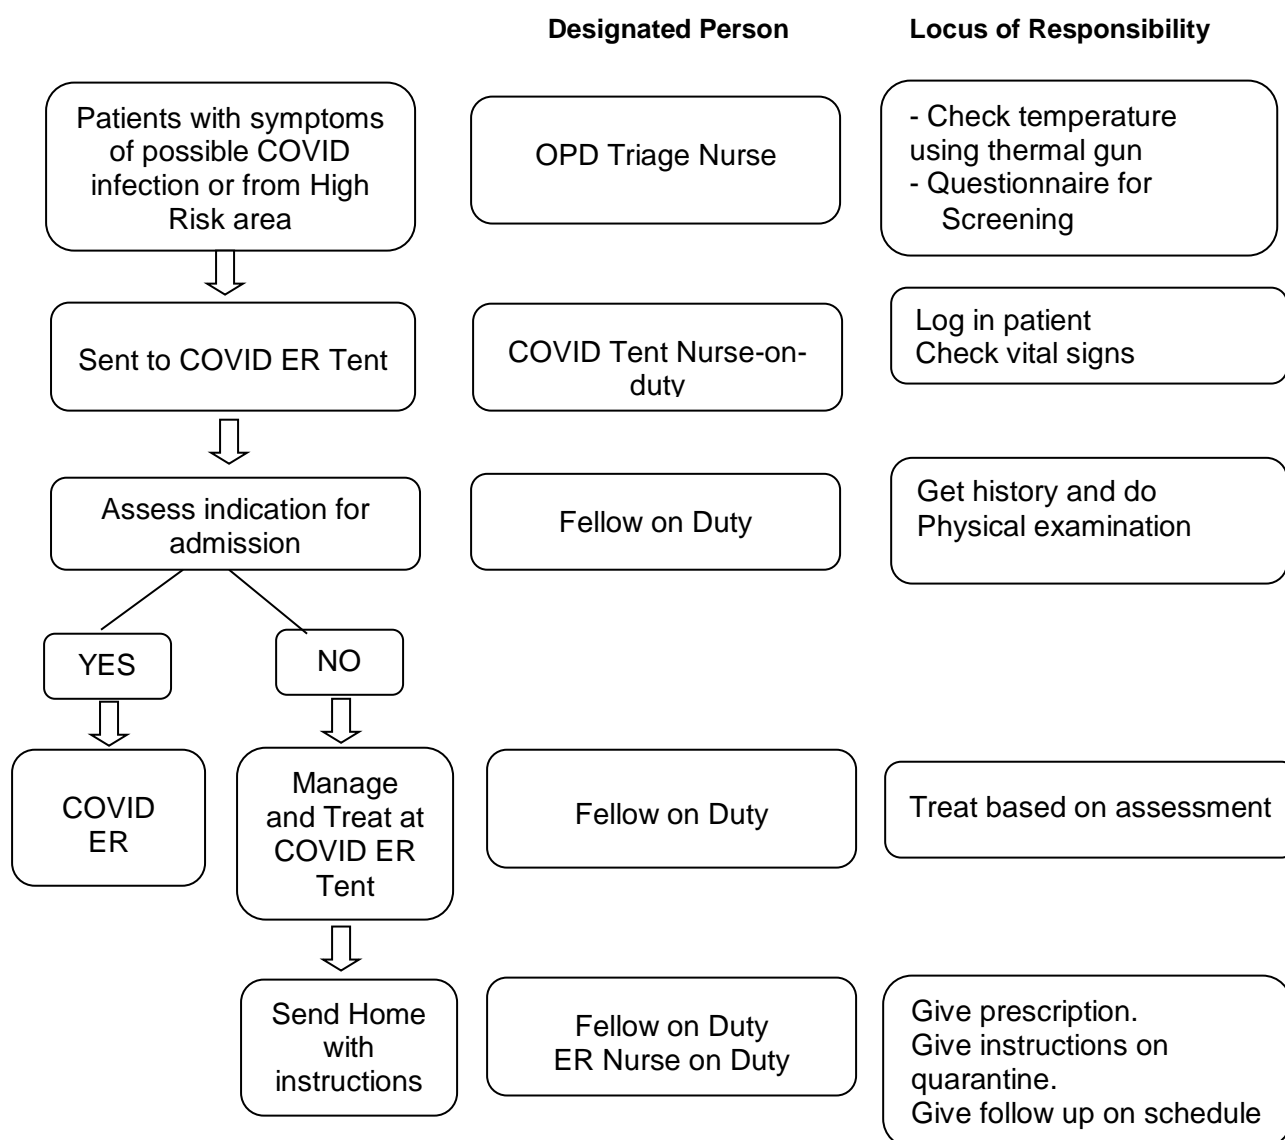 Designated Person
Locus of Responsibility
Patients with symptoms
of possible COVID
infection or from High
Risk area
OPD Triage Nurse
- Check temperature
using thermal gun
- Questionnaire for
Screening
Sent to COVID ER Tent
COVID Tent Nurse-on-
duty
Log in patient
Check vital signs
Assess indication for
admission
Fellow on Duty
Get history and do
Physical examination
YES
NO
COVID
ER
Manage
and Treat at
COVID ER
Tent
Fellow on Duty
Treat based on assessment
Send Home
with
instructions
Fellow on Duty
ER Nurse on Duty
Give prescription.
Give instructions on
quarantine.
Give follow up on schedule